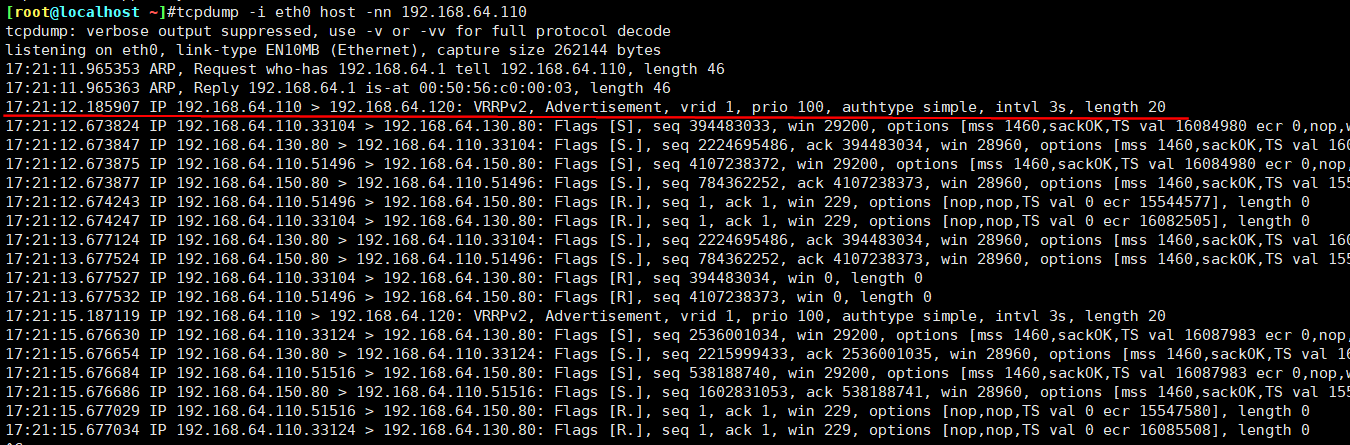 [root@localhost ~]#tcpdump -i eth0 host -nn 192.168.64.110
tcpdump: verbose output suppressed, use -v or -vv for full protocol decode
listening on eth0, link-type EN10MB (Ethernet), capture size 262144 bytes
17:21:11.965353 ARP, Request who-has 192.168.64.1 tell 192.168.64.110, length 46
17:21:11.965363 ARP, Reply 192.168.64.1 is-at 00:50:56:c0:00:03, length 46
17:21:12.185907 IP 192.168.64.110 > 192.168.64.120: VRRPv2, Advertisement, vrid 1, prio 100, authtype simple, intvl 3s, length 20
17:21:12.673824 IP 192.168.64.110.33104 > 192.168.64.130.80: Flags [S], seq 394483033, win 29200, options [mss 1460,sackOK,TS val 16084980 ecr 0,nop,w
17:21:12.673847 IP 192.168.64.130.80 > 192.168.64.110.33104: Flags [S.], seq 2224695486, ack 394483034, win 28960, options [mss 1460,sackOK,TS val 160
17:21:12.673875 IP 192.168.64.110.51496 > 192.168.64.150.80: Flags [S], seq 4107238372, win 29200, options [mss 1460,sackOK,TS val 16084980 ecr 0,nop,
17:21:12.673877 IP 192.168.64.150.80 > 192.168.64.110.51496: Flags [S.], seq 784362252, ack 4107238373, win 28960, options [mss 1460,sackOK,TS val 155
17:21:12.674243 IP 192.168.64.110.51496 > 192.168.64.150.80: Flags [R.], seq 1, ack 1, win 229, options [nop,nop,TS val 0 ecr 15544577], length 0
17:21:12.674247 IP 192.168.64.110.33104 > 192.168.64.130.80: Flags [R.], seq 1, ack 1, win 229, options [nop,nop,TS val 0 ecr 16082505], length 0
17:21:13.677124 IP 192.168.64.130.80 > 192.168.64.110.33104: Flags [S.], seq 2224695486, ack 394483034, win 28960, options [mss 1460,sackOK,TS val 160
17:21:13.677524 IP 192.168.64.150.80 > 192.168.64.110.51496: Flags [S.], seq 784362252, ack 4107238373, win 28960, options [mss 1460,sackOK,TS val 155
17:21:13.677527 IP 192.168.64.110.33104 > 192.168.64.130.80: Flags [R], seq 394483034, win 0, length 0
17:21:13.677532 IP 192.168.64.110.51496 > 192.168.64.150.80: Flags [R], seq 4107238373, win 0, length 0
17:21:15.187119 IP 192.168.64.110 > 192.168.64.120: VRRPv2, Advertisement, vrid 1, prio 100, authtype simple, intvl 3s, length 20
17:21:15.676630 IP 192.168.64.110.33124 > 192.168.64.130.80: Flags [S], seq 2536001034, win 29200, options [mss 1460,sackOK,TS val 16087983 ecr 0,nop,
17:21:15.676654 IP 192.168.64.130.80 > 192.168.64.110.33124: Flags [S.], seq 2215999433, ack 2536001035, win 28960, options [mss 1460,sackOK,TS val 16
17:21:15.676684 IP 192.168.64.110.51516 > 192.168.64.150.80: Flags [S], seq 538188740, win 29200, options [mss 1460,sackOK,TS val 16087983 ecr 0,nop,w
17:21:15.676686 IP 192.168.64.150.80 > 192.168.64.110.51516: Flags [S.], seq 1602831053, ack 538188741, win 28960, options [mss 1460,sackOK,TS val 155
17:21:15.677029 IP 192.168.64.110.51516 > 192.168.64.150.80: Flags [R.], seq 1, ack 1, win 229, options [nop,nop,TS val 0 ecr 15547580], length 0
17:21:15.677034 IP 192.168.64.110.33124 > 192.168.64.130.80: Flags [R.], seq 1, ack 1, win 229, options [nop,nop,TS val 0 ecr 16085508], length 0